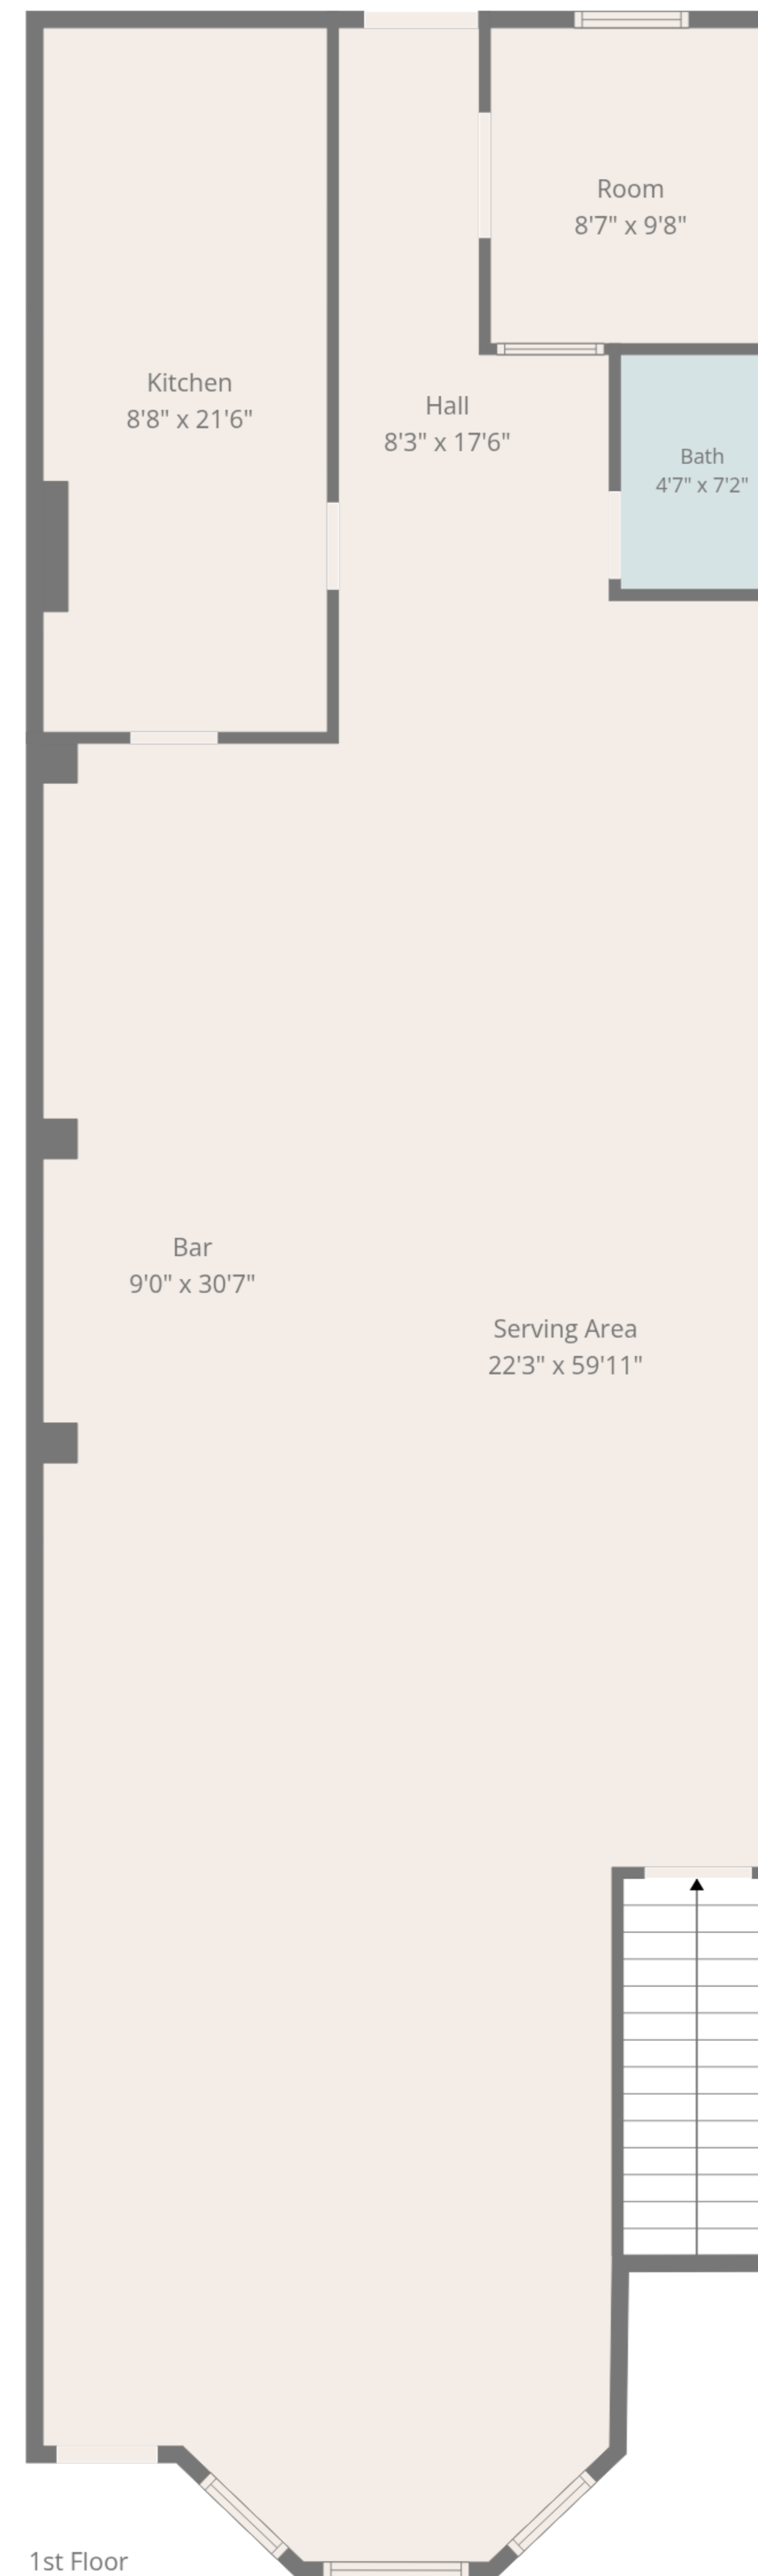 Room
8'7" x 9'8"
Kitchen
8'8" x 21'6"
Hall
8'3" x 17'6"
Bath
4'7" x 7'2"
Bar
9'0" x 30'7"
Serving Area
22'3" x 59'11"
1st Floor